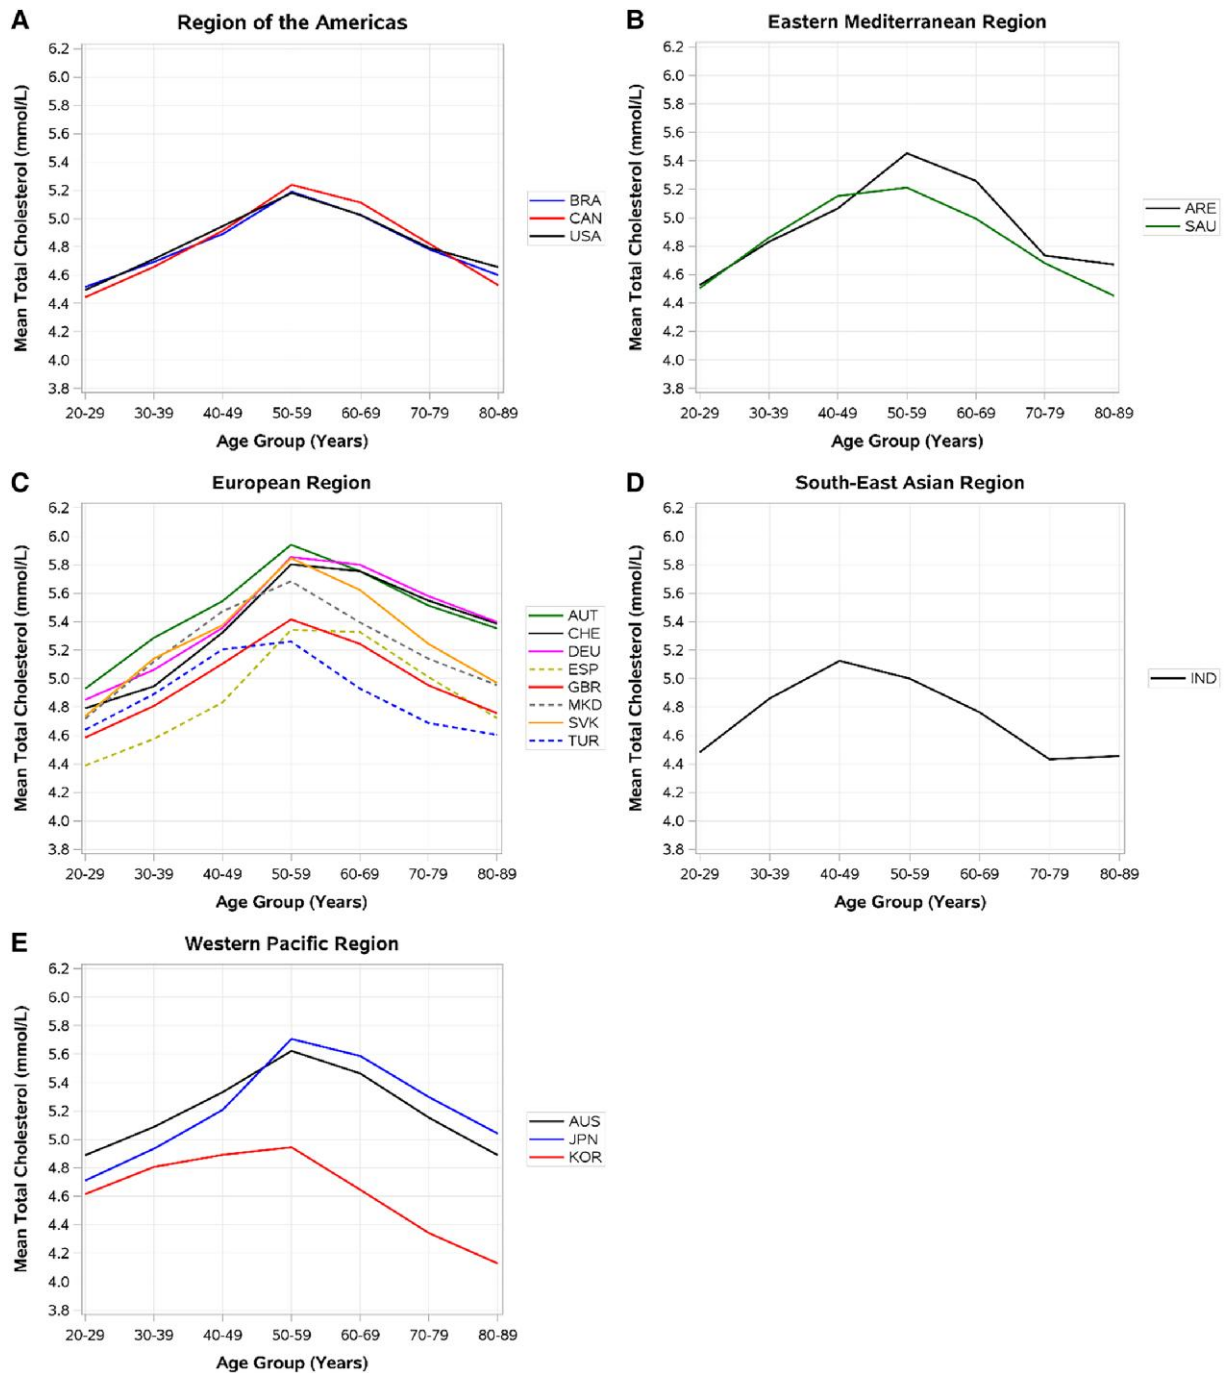 A
Region of the Americas
Mean Total Cholesterol (mmol/L)
6.2
6.0
5.8
5.6
5.4
5.2
5.0
4.8
4.6
4.4
4.2
4.0
3.8
20-29 30-39 40-49 50-59 60-69 70-79 80-89
Age Group (Years)
BRA
CAN
USA
B
Eastern Mediterranean Region
Mean Total Cholesterol (mmol/L)
6.2
6.0
5.8
5.6
5.4
5.2
5.0
4.8
4.6
4.4
4.2
4.0
3.8
20-29 30-39 40-49 50-59 60-69 70-79 80-89
Age Group (Years)
ARE
SAU
C
European Region
Mean Total Cholesterol (mmol/L)
6.2
6.0
5.8
5.6
5.4
5.2
5.0
4.8
4.6
4.4
4.2
4.0
3.8
20-29 30-39 40-49 50-59 60-69 70-79 80-89
Age Group (Years)
AUT
CHE
DEU
ESP
GBR
MKD
SVK
TUR
D
South-East Asian Region
Mean Total Cholesterol (mmol/L)
6.2
6.0
5.8
5.6
5.4
5.2
5.0
4.8
4.6
4.4
4.2
4.0
3.8
20-29 30-39 40-49 50-59 60-69 70-79 80-89
Age Group (Years)
IND
E
Western Pacific Region
Mean Total Cholesterol (mmol/L)
6.2
6.0
5.8
5.6
5.4
5.2
5.0
4.8
4.6
4.4
4.2
4.0
3.8
20-29 30-39 40-49 50-59 60-69 70-79 80-89
Age Group (Years)
AUS
JPN
KOR